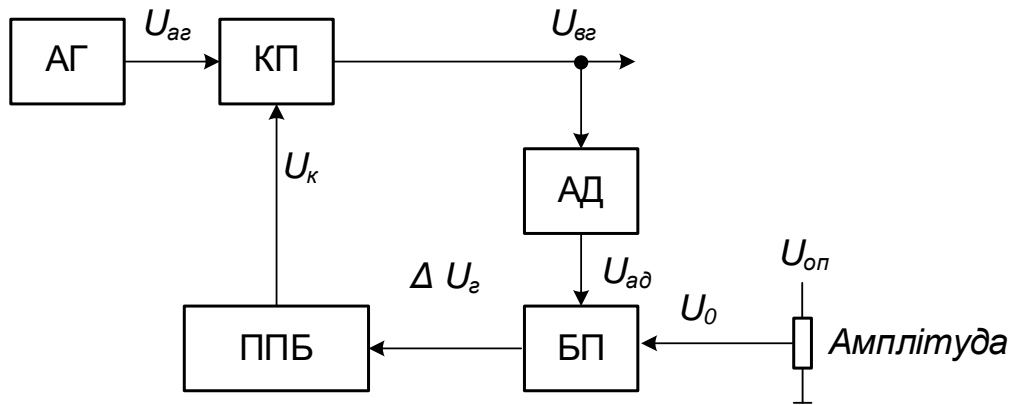 U_аг
U_вг
АГ
КП
U_к
АД
U_оп
Δ U_г
U_ад
U_0
ППБ
БП
Амплітуда